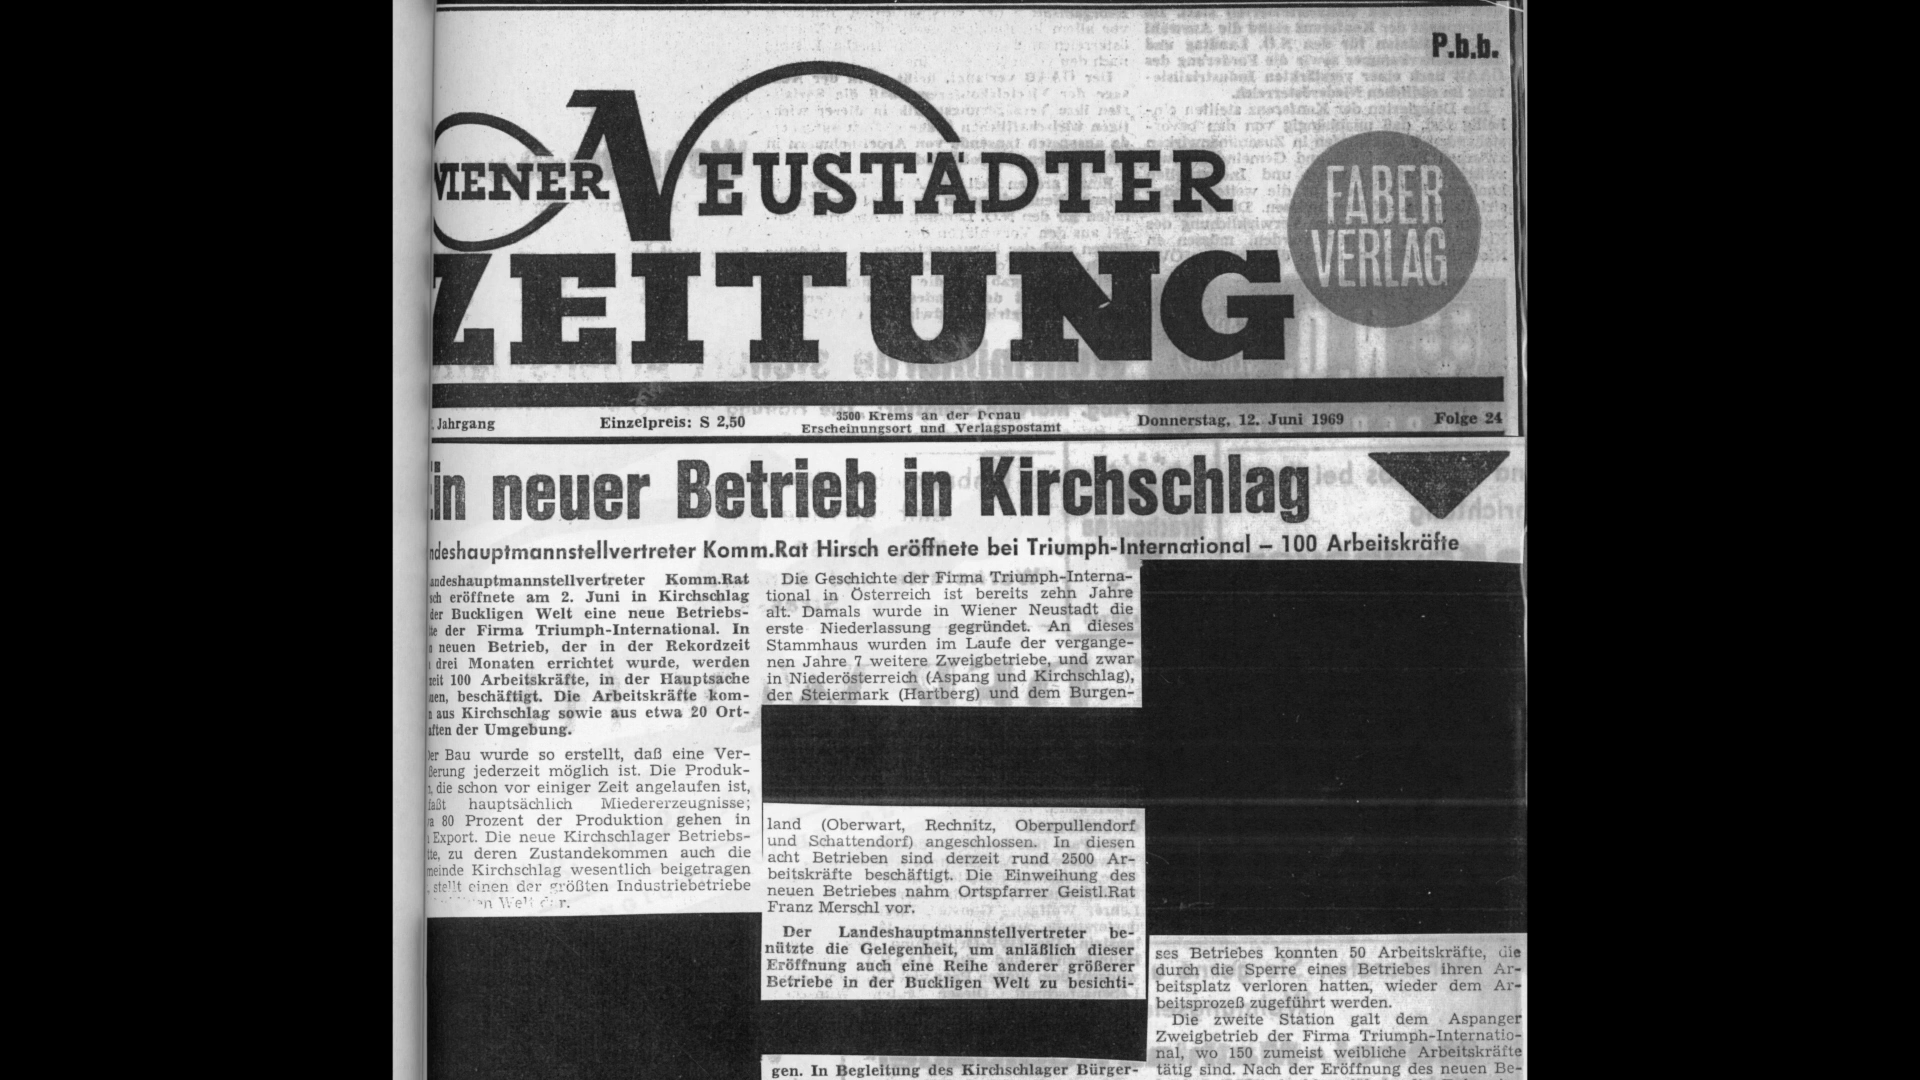 P.b.b.
WIENER NEUSTÄDTER
ZEITUNG
FABER
VERLAG
Jahrgang
Einzelpreis: S 2,50
3500 Krems an der Donau
Erscheinungsort und Verlagspostamt
Donnerstag, 12. Juni 1969
Folge 24
in neuer Betrieb in Kirchschlag
ndeshauptmannstellvertreter Komm.Rat Hirsch eröffnete bei Triumph-International – 100 Arbeitskräfte
andeshauptmannstellvertreter Komm.Rat
sch eröffnete am 2. Juni in Kirchschlag
der Buckligen Welt eine neue Betriebs-
te der Firma Triumph-International. In
neuen Betrieb, der in der Rekordzeit
drei Monaten errichtet wurde, werden
zeit 100 Arbeitskräfte, in der Hauptsache
uen, beschäftigt. Die Arbeitskräfte kom-
n aus Kirchschlag sowie aus etwa 20 Ort-
aften der Umgebung.
Der Bau wurde so erstellt, daß eine Ver-
ßerung jederzeit möglich ist. Die Produk-
, die schon vor einiger Zeit angelaufen ist,
faßt hauptsächlich Miedererzeugnisse;
va 80 Prozent der Produktion gehen in
Export. Die neue Kirchschlager Betriebs-
tte, zu deren Zustandekommen auch die
meinde Kirchschlag wesentlich beigetragen
, stellt einen der größten Industriebetriebe
Welt dar.
Die Geschichte der Firma Triumph-Interna-
tional in Österreich ist bereits zehn Jahre
alt. Damals wurde in Wiener Neustadt die
erste Niederlassung gegründet. An dieses
Stammhaus wurden im Laufe der vergange-
nen Jahre 7 weitere Zweigbetriebe, und zwar
in Niederösterreich (Aspang und Kirchschlag),
der Steiermark (Hartberg) und dem Burgen-
land (Oberwart, Rechnitz, Oberpullendorf
und Schattendorf) angeschlossen. In diesen
acht Betrieben sind derzeit rund 2500 Ar-
beitskräfte beschäftigt. Die Einweihung des
neuen Betriebes nahm Ortspfarrer Geistl.Rat
Franz Merschl vor.
Der Landeshauptmannstellvertreter be-
nützte die Gelegenheit, um anläßlich dieser
Eröffnung auch eine Reihe anderer größerer
Betriebe in der Buckligen Welt zu besichti-
gen. In Begleitung des Kirchschlager Bürger-
ses Betriebes konnten 50 Arbeitskräfte, die
durch die Sperre eines Betriebes ihren Ar-
beitsplatz verloren hatten, wieder dem Ar-
beitsprozeß zugeführt werden.
Die zweite Station galt dem Aspanger
Zweigbetrieb der Firma Triumph-Internatio-
nal, wo 150 zumeist weibliche Arbeitskräfte
tätig sind. Nach der Eröffnung des neuen Be-